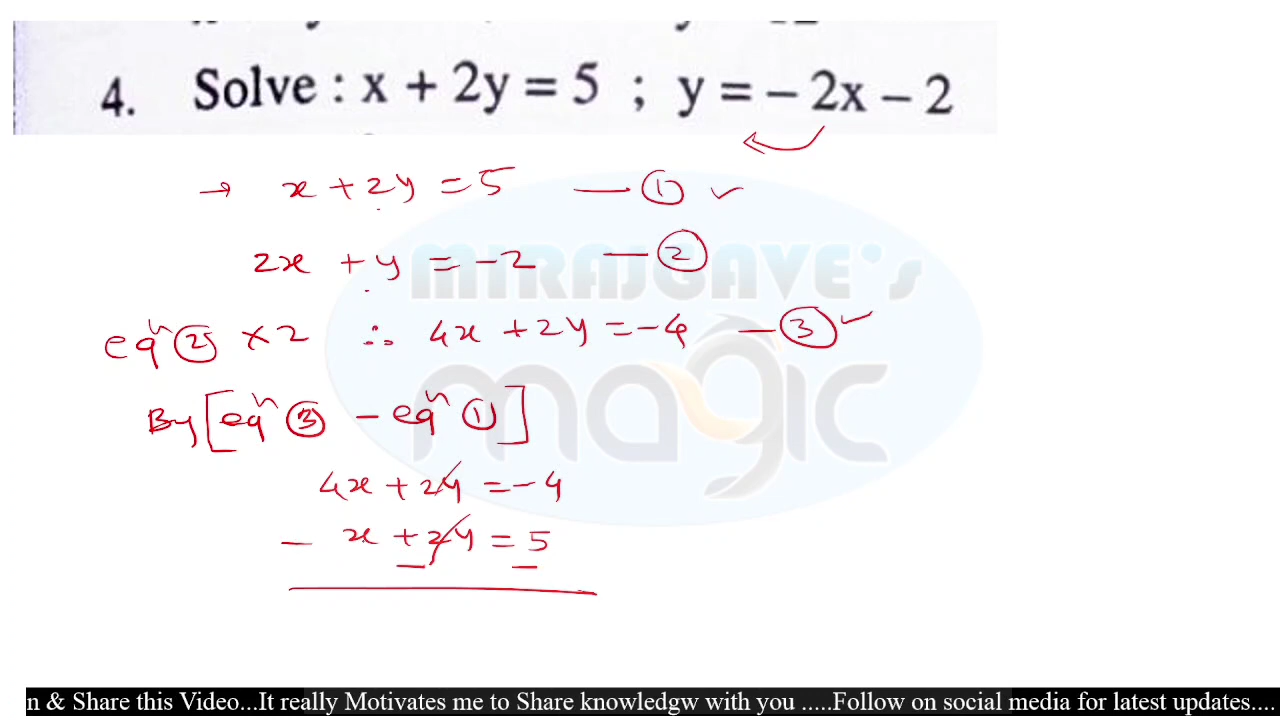 4. Solve : x + 2y = 5 ; y = – 2x – 2
→ x + 2y = 5 — ① ✓
2x + y = -2 — ②
eqⁿ ② × 2 ∴ 4x + 2y = -4 — ③ ✓
By [eqⁿ ③ - eqⁿ ①]
4x + 2y = -4
- x + 2y = 5
MIRAJGAVE's
magic
n & Share this Video...It really Motivates me to Share knowledgw with you .....Follow on social media for latest updates....